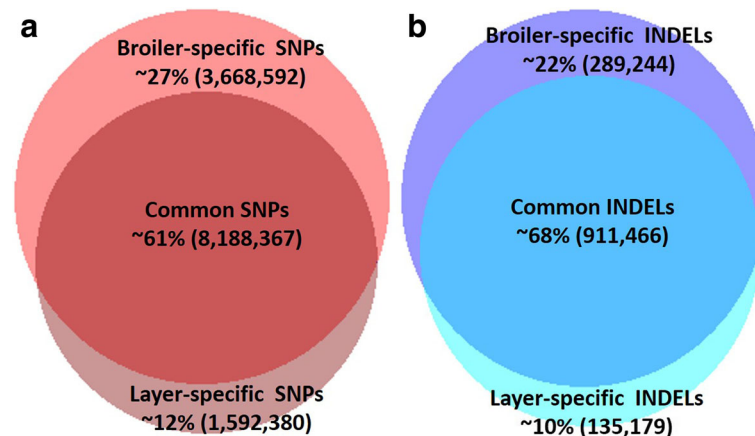 a
Broiler-specific SNPs
~27% (3,668,592)
Common SNPs
~61% (8,188,367)
Layer-specific SNPs
~12% (1,592,380)
b
Broiler-specific INDELs
~22% (289,244)
Common INDELs
~68% (911,466)
Layer-specific INDELs
~10% (135,179)